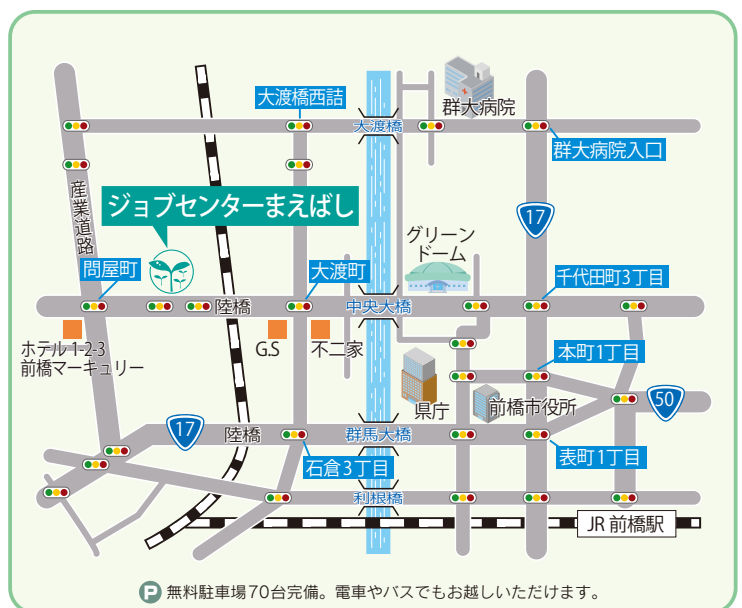 大渡橋西詰
群大病院
大渡橋
群大病院入口
産業道路
ジョブセンターまえばし
17
グリーン
ドーム
問屋町
大渡町
千代田町3丁目
陸橋
中央大橋
ホテル 1-2-3
前橋マーキュリー
G.S
不二家
本町1丁目
県庁
前橋市役所
50
17
陸橋
群馬大橋
石倉3丁目
表町1丁目
利根橋
JR 前橋駅
P 無料駐車場70台完備。電車やバスでもお越しいただけます。